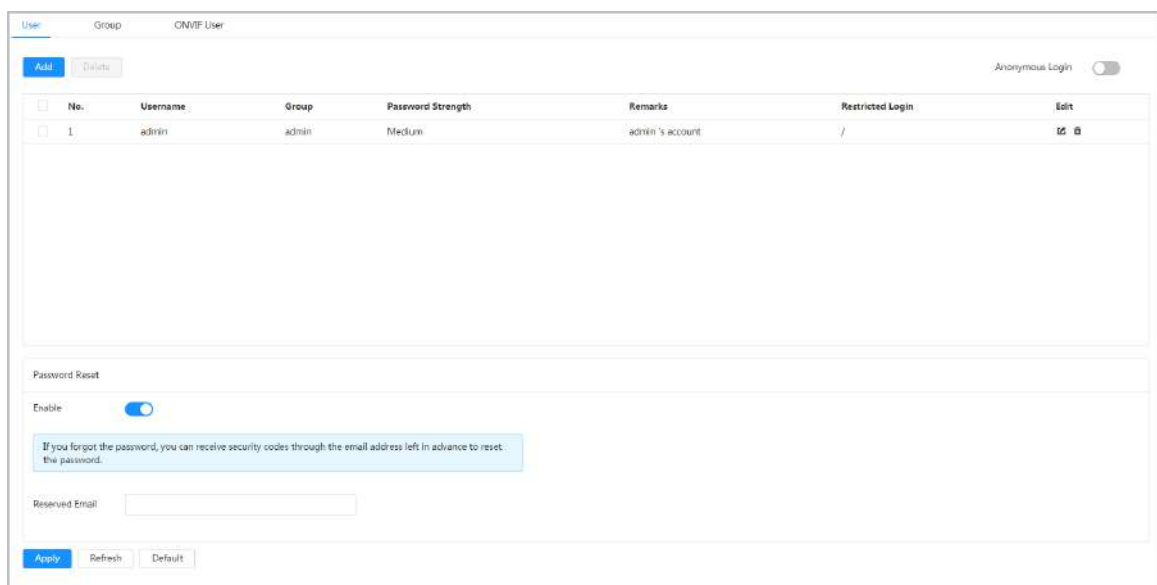 User Group ONVIF User
Add Delete Anonymous Login
No. Username Group Password Strength Remarks Restricted Login Edit
1 admin admin Medium admin 's account /
Password Reset
Enable
If you forgot the password, you can receive security codes through the email address left in advance to reset
the password.
Reserved Email
Apply Refresh Default